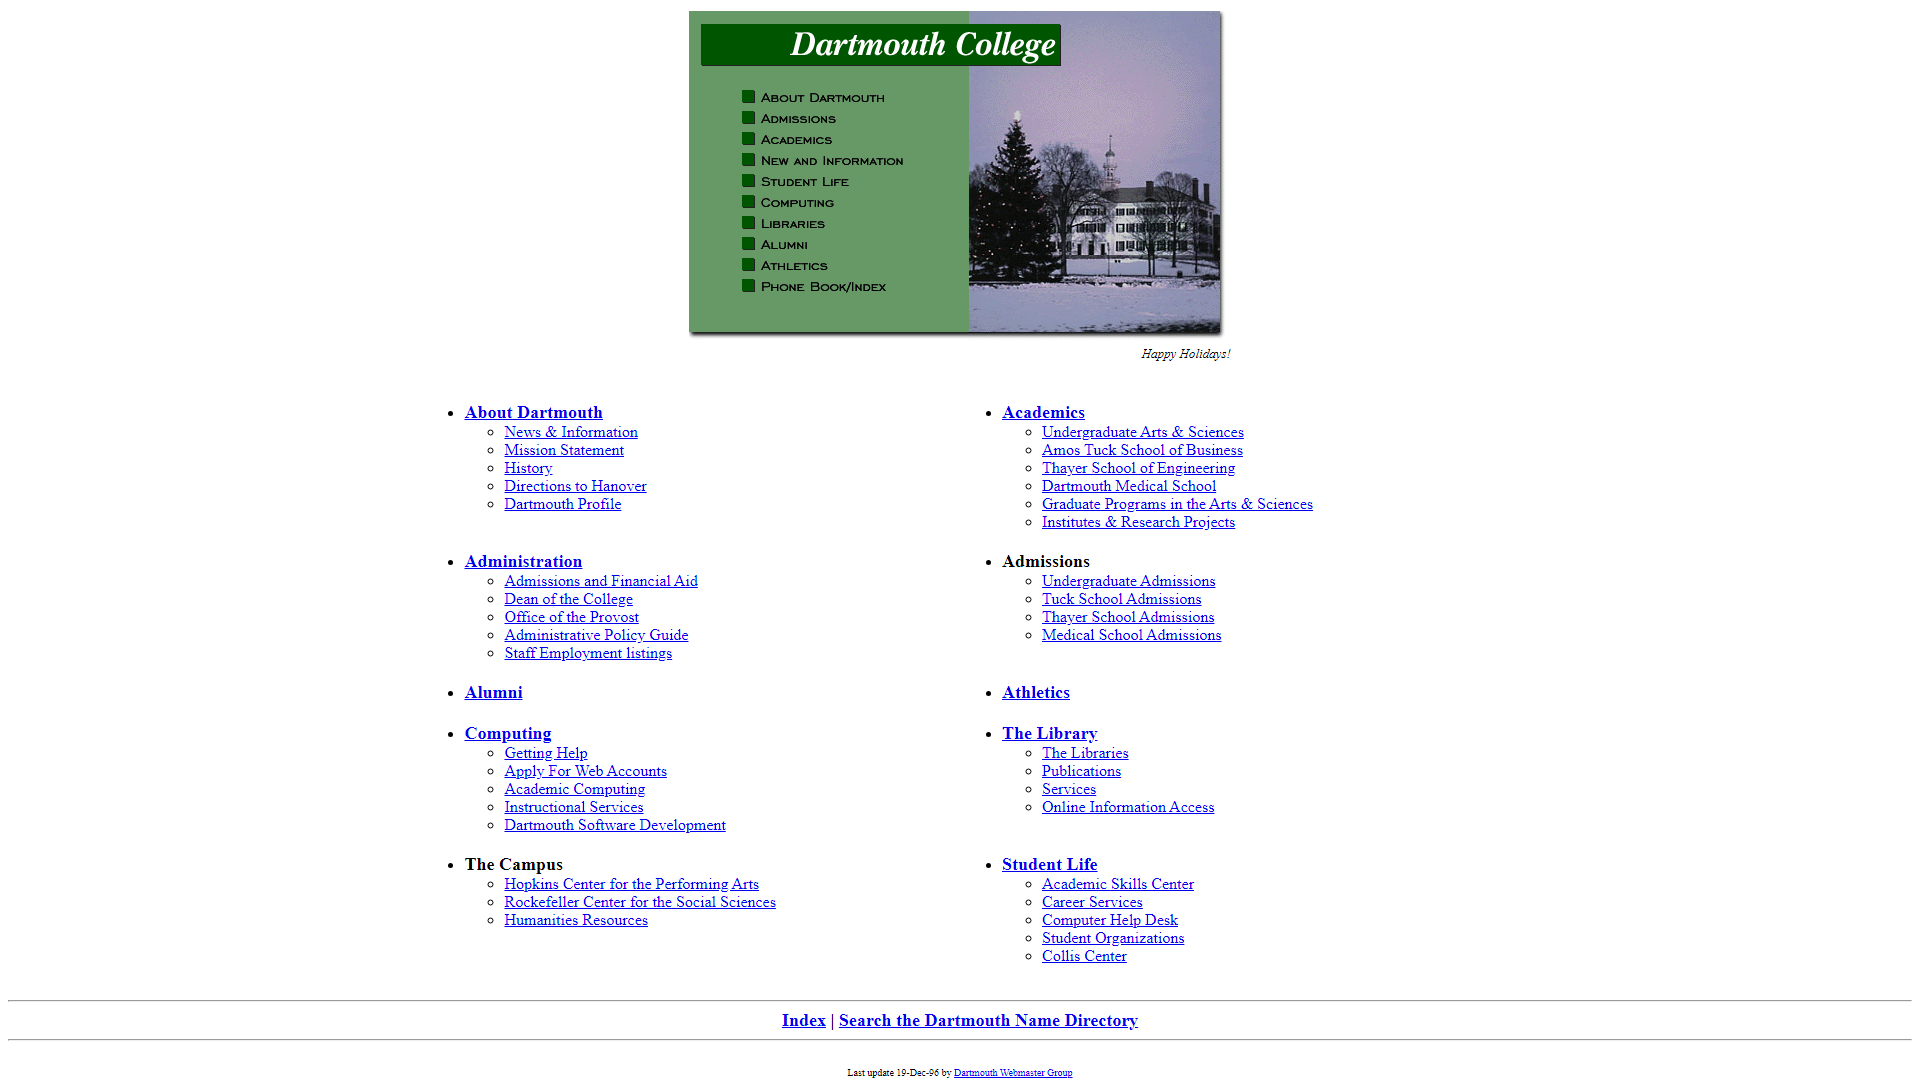 Dartmouth College
About Dartmouth
Admissions
Academics
New and Information
Student Life
Computing
Libraries
Alumni
Athletics
Phone Book/Index
Happy Holidays!
About Dartmouth
News & Information
Mission Statement
History
Directions to Hanover
Dartmouth Profile
Academics
Undergraduate Arts & Sciences
Amos Tuck School of Business
Thayer School of Engineering
Dartmouth Medical School
Graduate Programs in the Arts & Sciences
Institutes & Research Projects
Administration
Admissions and Financial Aid
Dean of the College
Office of the Provost
Administrative Policy Guide
Staff Employment listings
Admissions
Undergraduate Admissions
Tuck School Admissions
Thayer School Admissions
Medical School Admissions
Alumni
Athletics
Computing
Getting Help
Apply For Web Accounts
Academic Computing
Instructional Services
Dartmouth Software Development
The Library
The Libraries
Publications
Services
Online Information Access
The Campus
Hopkins Center for the Performing Arts
Rockefeller Center for the Social Sciences
Humanities Resources
Student Life
Academic Skills Center
Career Services
Computer Help Desk
Student Organizations
Collis Center
Index | Search the Dartmouth Name Directory
Last update 19-Dec-96 by Dartmouth Webmaster Group